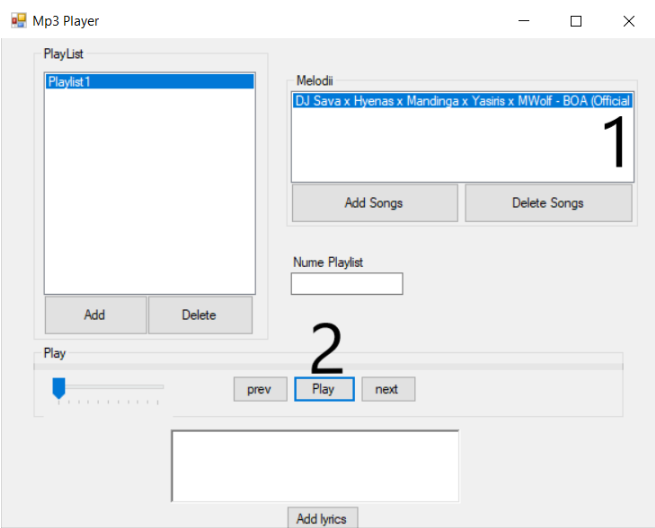 Mp3 Player
PlayList
Playlist1
Melodii
DJ Sava x Hyenas x Mandinga x Yasiris x MWolf - BOA (Official
1
Add Songs
Delete Songs
Nume Playlist
Add
Delete
2
Play
prev
Play
next
Add lyrics